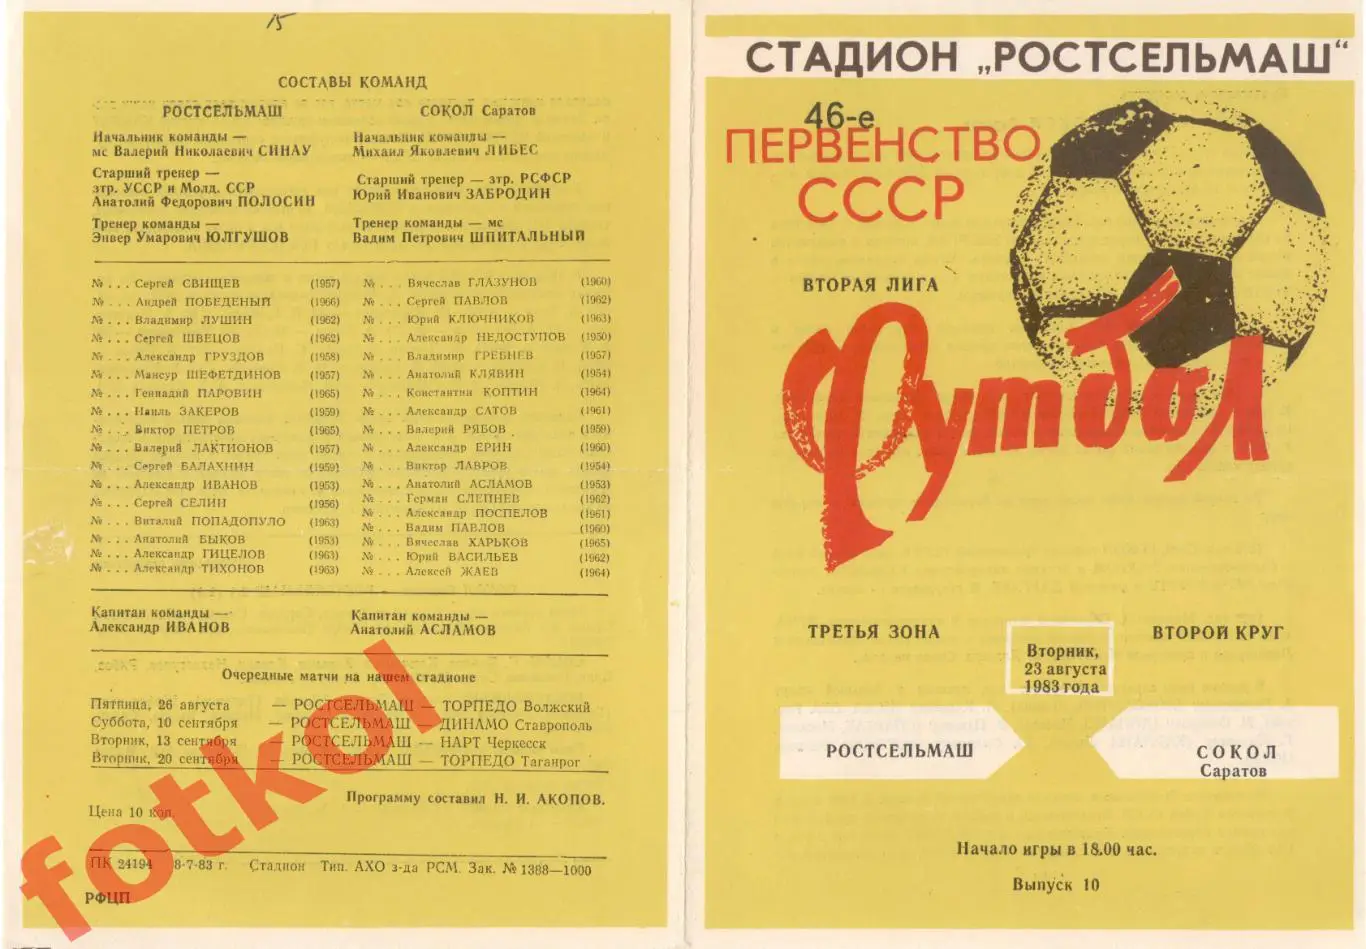 15
СОСТАВЫ КОМАНД
РОСТСЕЛЬМАШ
Начальник команды —
мс Валерий Николаевич СИНАУ
Старший тренер —
зтр. УССР и Молд. ССР
Анатолий Федорович ПОЛОСИН
Тренер команды —
Энвер Умарович ЮЛГУШОВ
СОКОЛ Саратов
Начальник команды —
Михаил Яковлевич ЛИБЕС
Старший тренер — зтр. РСФСР
Юрий Иванович ЗАБРОДИН
Тренер команды — мс
Вадим Петрович ШПИТАЛЬНЫЙ
№ . . . Сергей СВИЩЕВ (1957)
№ . . . Андрей ПОБЕДЕНЫЙ (1966)
№ . . . Владимир ЛУШИН (1962)
№ . . . Сергей ШВЕЦОВ (1962)
№ . . . Александр ГРУЗДОВ (1958)
№ . . . Мансур ШЕФЕТДИНОВ (1957)
№ . . . Геннадий ПАРОВИН (1965)
№ . . . Наиль ЗАКЕРОВ (1959)
№ . . . Виктор ПЕТРОВ (1965)
№ . . . Валерий ЛАКТИОНОВ (1957)
№ . . . Сергей БАЛАХНИН (1959)
№ . . . Александр ИВАНОВ (1953)
№ . . . Сергей СЕЛИН (1956)
№ . . . Виталий ПОПАДОПУЛО (1963)
№ . . . Анатолий БЫКОВ (1953)
№ . . . Александр ГИЦЕЛОВ (1963)
№ . . . Александр ТИХОНОВ (1963)
№ . . . Вячеслав ГЛАЗУНОВ (1960)
№ . . . Сергей ПАВЛОВ (1962)
№ . . . Юрий КЛЮЧНИКОВ (1963)
№ . . . Александр НЕДОСТУПОВ (1950)
№ . . . Владимир ГРЕБНЕВ (1957)
№ . . . Анатолий КЛЯВИН (1954)
№ . . . Константин КОПТИН (1964)
№ . . . Александр САТОВ (1961)
№ . . . Валерий РЯБОВ (1959)
№ . . . Александр ЕРИН (1960)
№ . . . Виктор ЛАВРОВ (1954)
№ . . . Анатолий АСЛАМОВ (1953)
№ . . . Герман СЛЕПНЕВ (1962)
№ . . . Александр ПОСПЕЛОВ (1961)
№ . . . Вадим ПАВЛОВ (1960)
№ . . . Вячеслав ХАРЬКОВ (1965)
№ . . . Юрий ВАСИЛЬЕВ (1962)
№ . . . Алексей ЖАЕВ (1964)
Капитан команды —
Александр ИВАНОВ
Капитан команды —
Анатолий АСЛАМОВ
Очередные матчи на нашем стадионе
Пятница, 26 августа — РОСТСЕЛЬМАШ — ТОРПЕДО Волжский
Суббота, 10 сентября — РОСТСЕЛЬМАШ — ДИНАМО Ставрополь
Вторник, 13 сентября — РОСТСЕЛЬМАШ — НАРТ Черкесск
Вторник, 20 сентября — РОСТСЕЛЬМАШ — ТОРПЕДО Таганрог
Программу составил Н. И. АКОПОВ.
Цена 10 коп.
ПК 24194 8-7-83 г. Стадион Тип. АХО з-да РСМ. Зак. № 1388—1000
РФЦП
fotkol
СТАДИОН „РОСТСЕЛЬМАШ“
46-е
ПЕРВЕНСТВО
СССР
ВТОРАЯ ЛИГА
Футбол
ТРЕТЬЯ ЗОНА
ВТОРОЙ КРУГ
Вторник,
23 августа
1983 года
РОСТСЕЛЬМАШ
СОКОЛ
Саратов
Начало игры в 18.00 час.
Выпуск 10